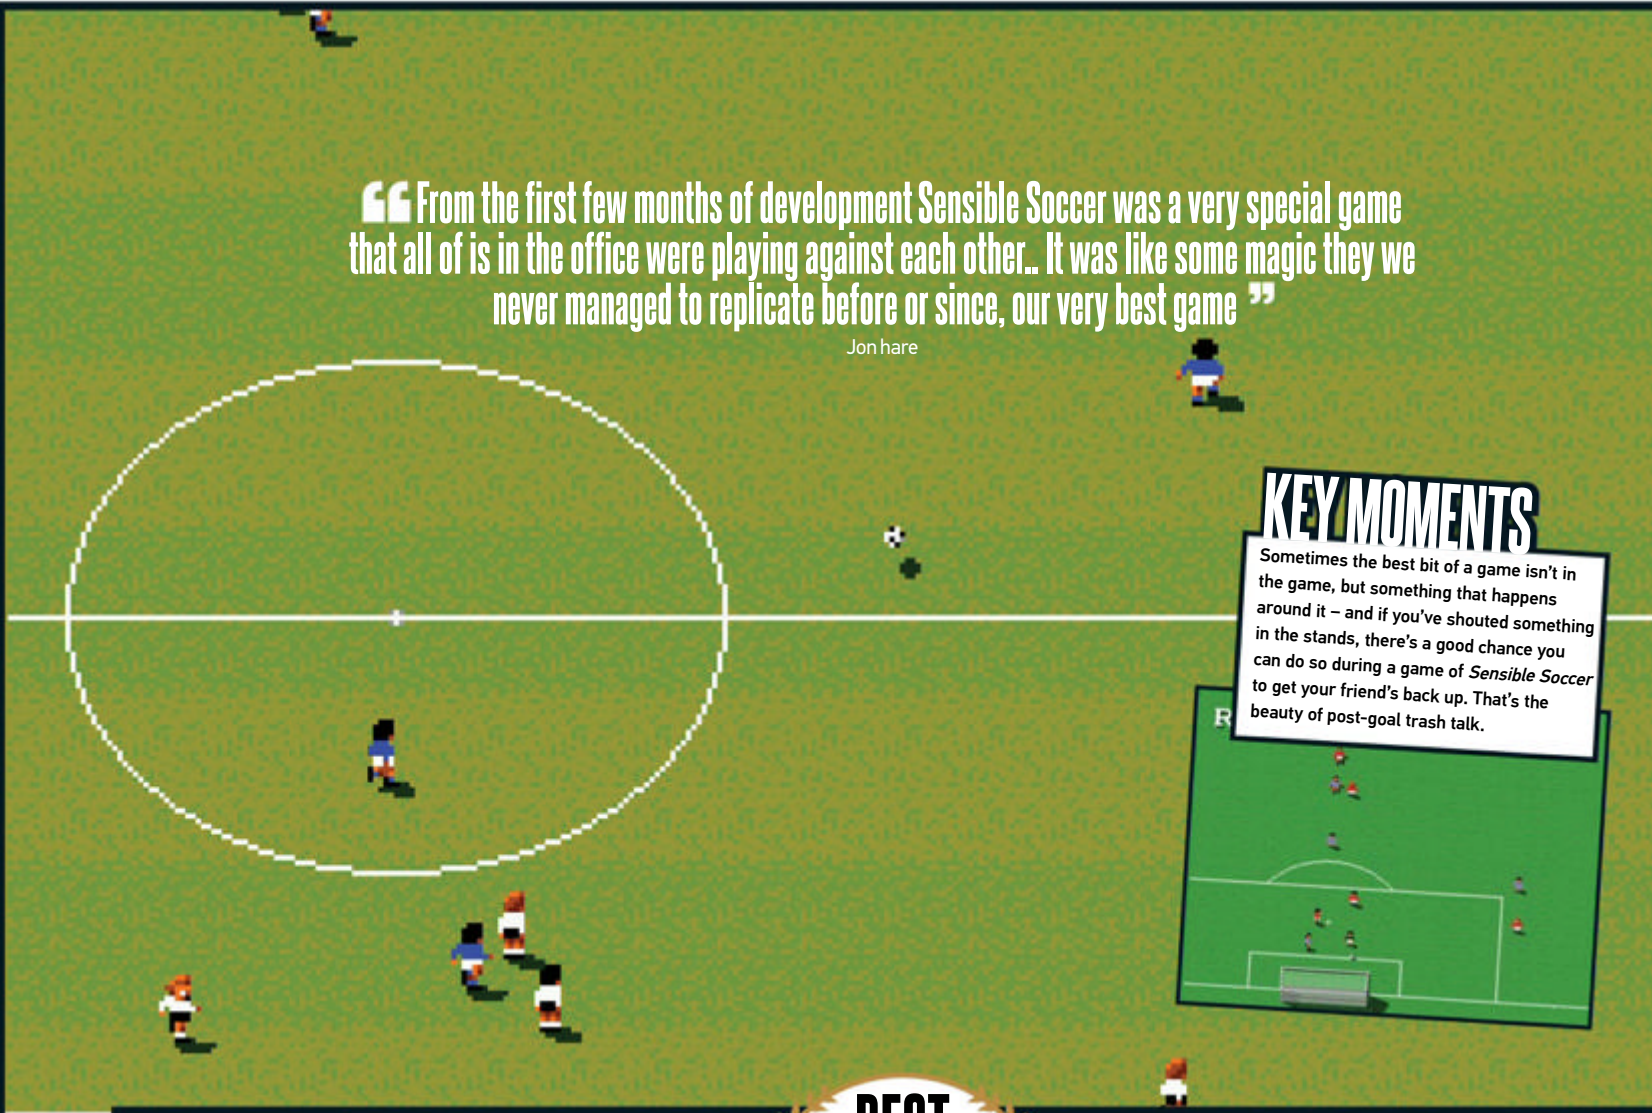 “From the first few months of development Sensible Soccer was a very special game
that all of is in the office were playing against each other.. It was like some magic they we
never managed to replicate before or since, our very best game”
Jon hare
KEY MOMENTS
Sometimes the best bit of a game isn't in
the game, but something that happens
around it – and if you've shouted something
in the stands, there's a good chance you
can do so during a game of Sensible Soccer
to get your friend's back up. That's the
beauty of post-goal trash talk.
R